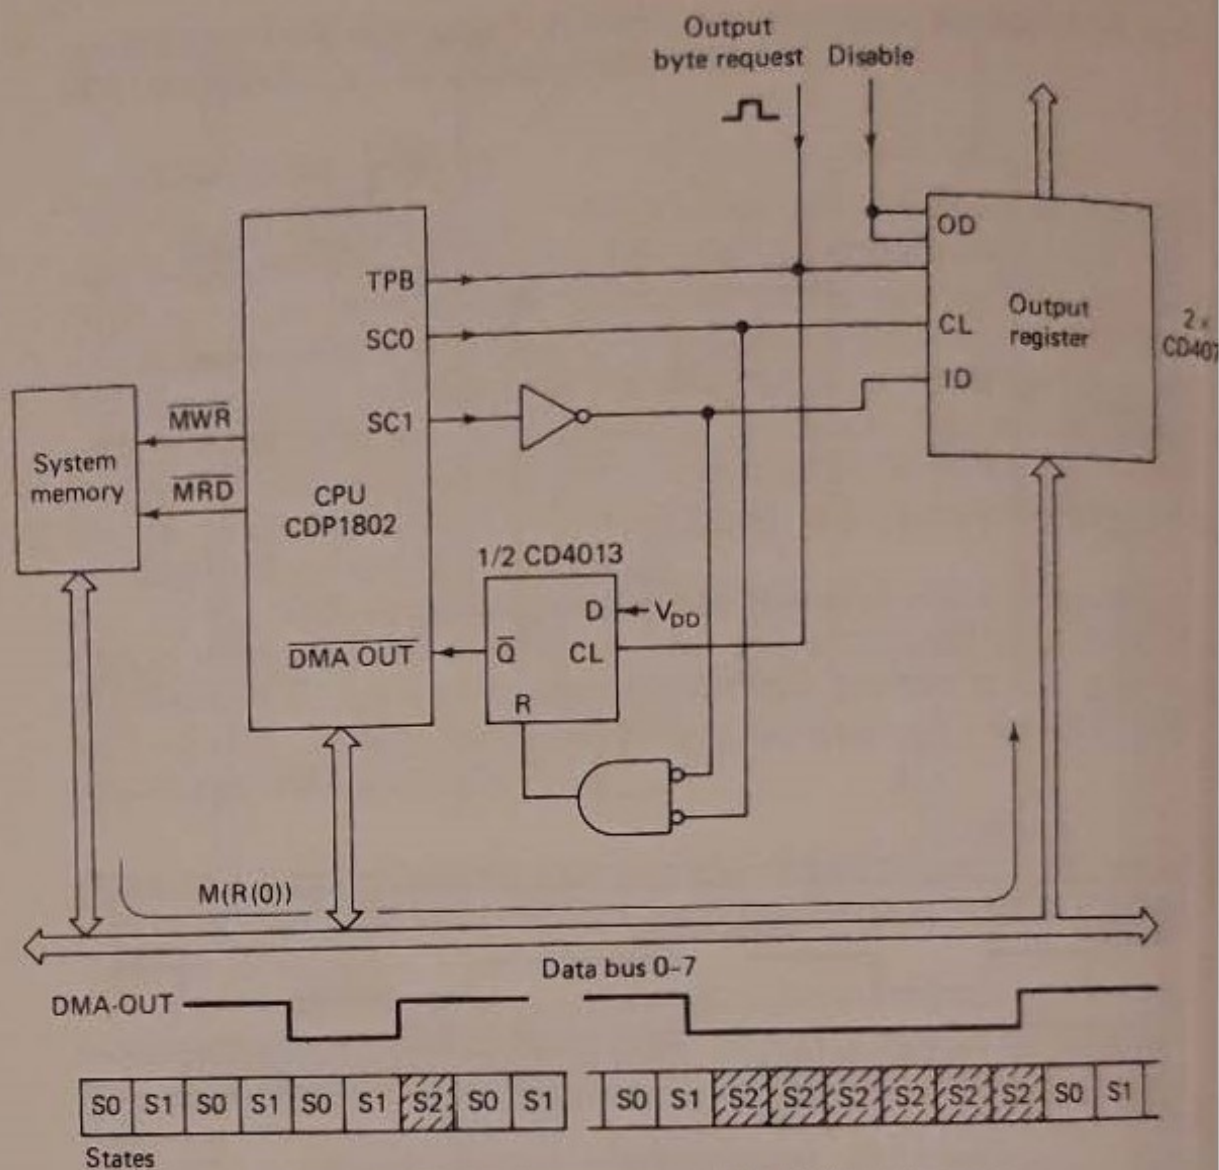 Output
byte request
Disable
TPB
SC0
SC1
OD
CL
ID
Output
register
2 ×
CD407
MWR
MRD
System
memory
CPU
CDP1802
1/2 CD4013
D
VDD
DMA OUT
Q
CL
R
M(R(0))
Data bus 0–7
DMA-OUT
S0 S1 S0 S1 S0 S1 S2 S0 S1 S0 S1 S2 S2 S2 S2 S2 S2 S0 S1
States